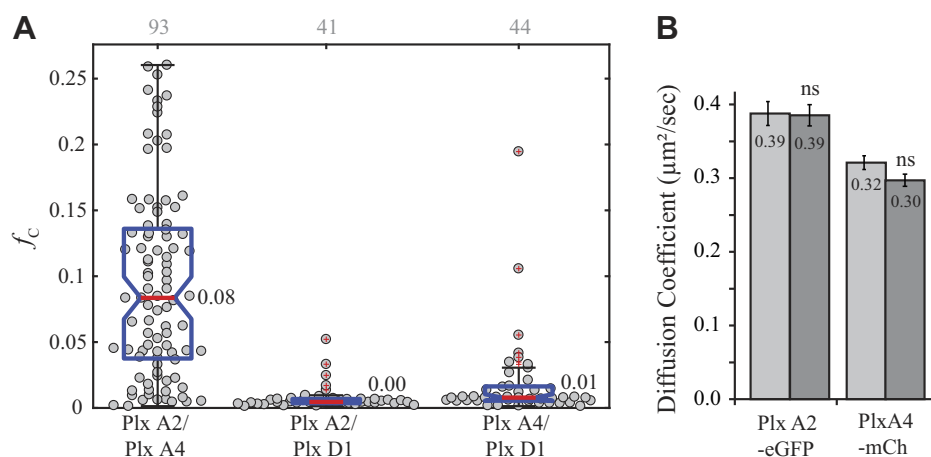 A
93 41 44
0.25
0.2
0.15
0.1
0.05
0
fC
0.08
0.00
0.01
Plx A2/
Plx A4
Plx A2/
Plx D1
Plx A4/
Plx D1
B
Diffusion Coefficient (µm²/sec)
0.4
0.3
0.2
0.1
0.0
ns
ns
0.39
0.39
0.32
0.30
Plx A2
-eGFP
PlxA4
-mCh